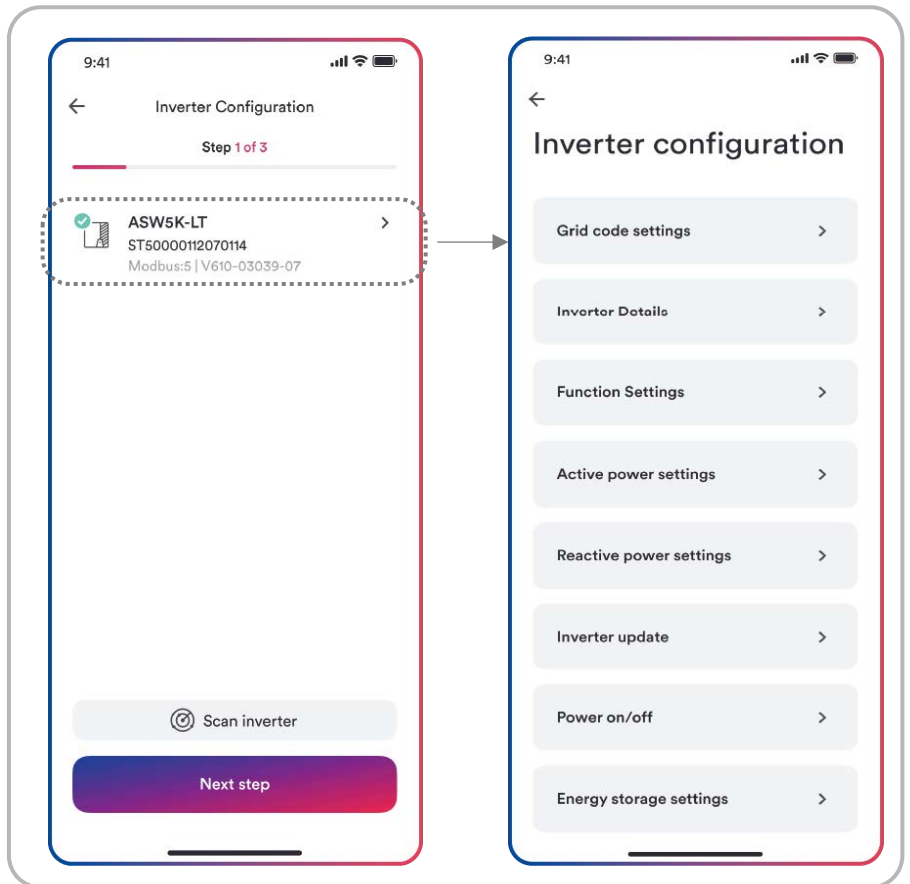 9:41
Inverter Configuration
Step 1 of 3
ASW5K-LT
ST50000112070114
Modbus:5 | V610-03039-07
Scan inverter
Next step
9:41
Inverter configuration
Grid code settings
Inverter Details
Function Settings
Active power settings
Reactive power settings
Inverter update
Power on/off
Energy storage settings